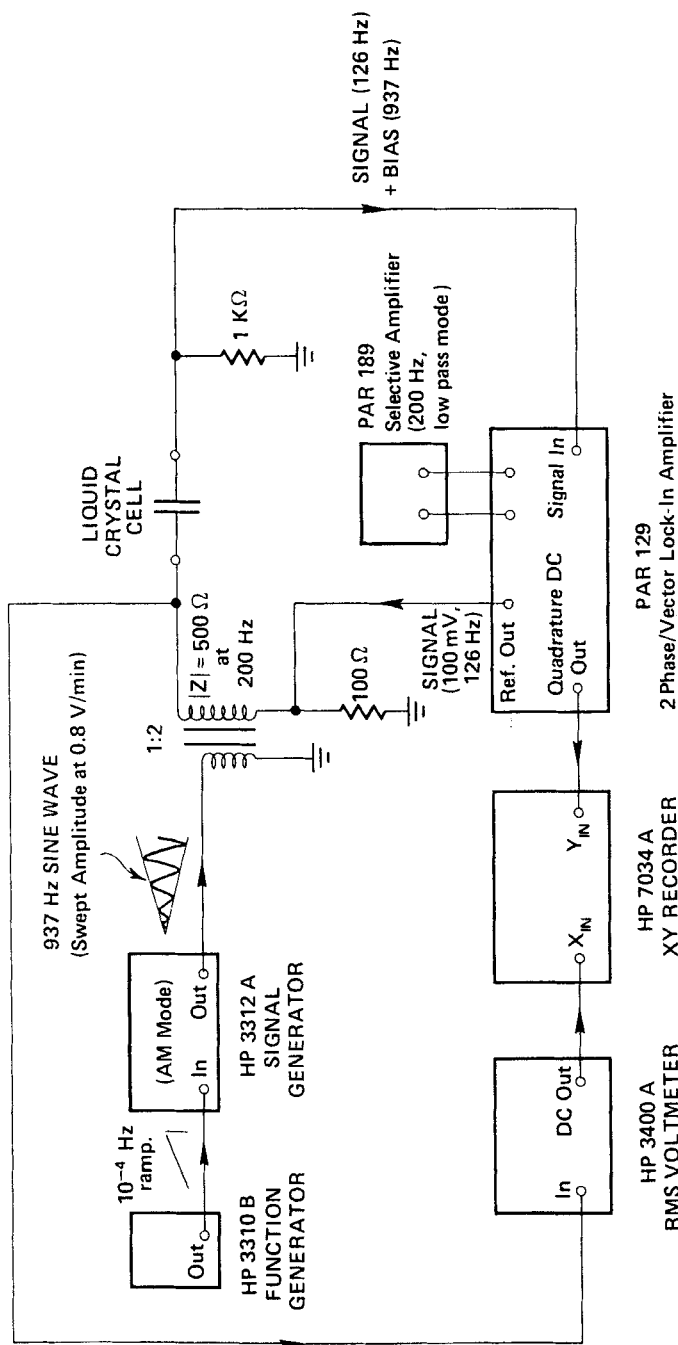 937 Hz SINE WAVE
(Swept Amplitude at 0.8 V/min)
10⁻⁴ Hz
ramp.
Out
HP 3310 B
FUNCTION
GENERATOR
(AM Mode)
In
Out
HP 3312 A
SIGNAL
GENERATOR
1:2
|Z| = 500 Ω
at
200 Hz
100 Ω
LIQUID
CRYSTAL
CELL
1 KΩ
SIGNAL (126 Hz)
+ BIAS (937 Hz)
SIGNAL
(100 mV,
126 Hz)
PAR 189
Selective Amplifier
(200 Hz,
low pass mode)
In
DC Out
HP 3400 A
RMS VOLTMETER
X IN
Y IN
HP 7034 A
XY RECORDER
Ref. Out
Quadrature DC
Out
Signal In
PAR 129
2 Phase/Vector Lock-In Amplifier